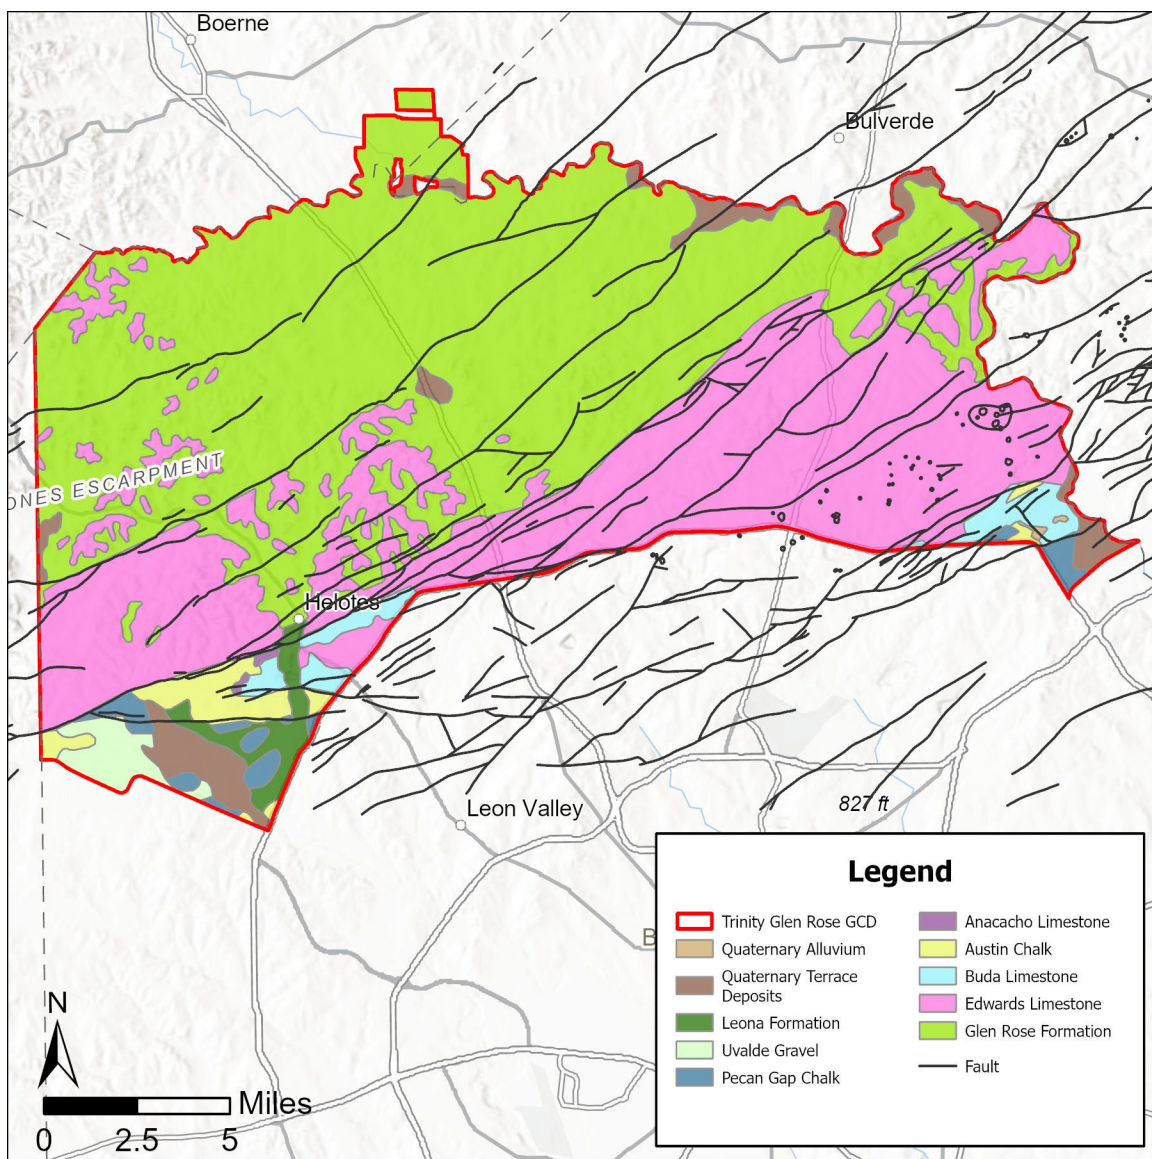 Boerne
Bulverde
ONES ESCARPMENT
Helotes
Leon Valley
827 ft
B
Legend
Trinity Glen Rose GCD
Quaternary Alluvium
Quaternary Terrace
Deposits
Leona Formation
Uvalde Gravel
Pecan Gap Chalk
Anacacho Limestone
Austin Chalk
Buda Limestone
Edwards Limestone
Glen Rose Formation
Fault
N
Miles
0 2.5 5